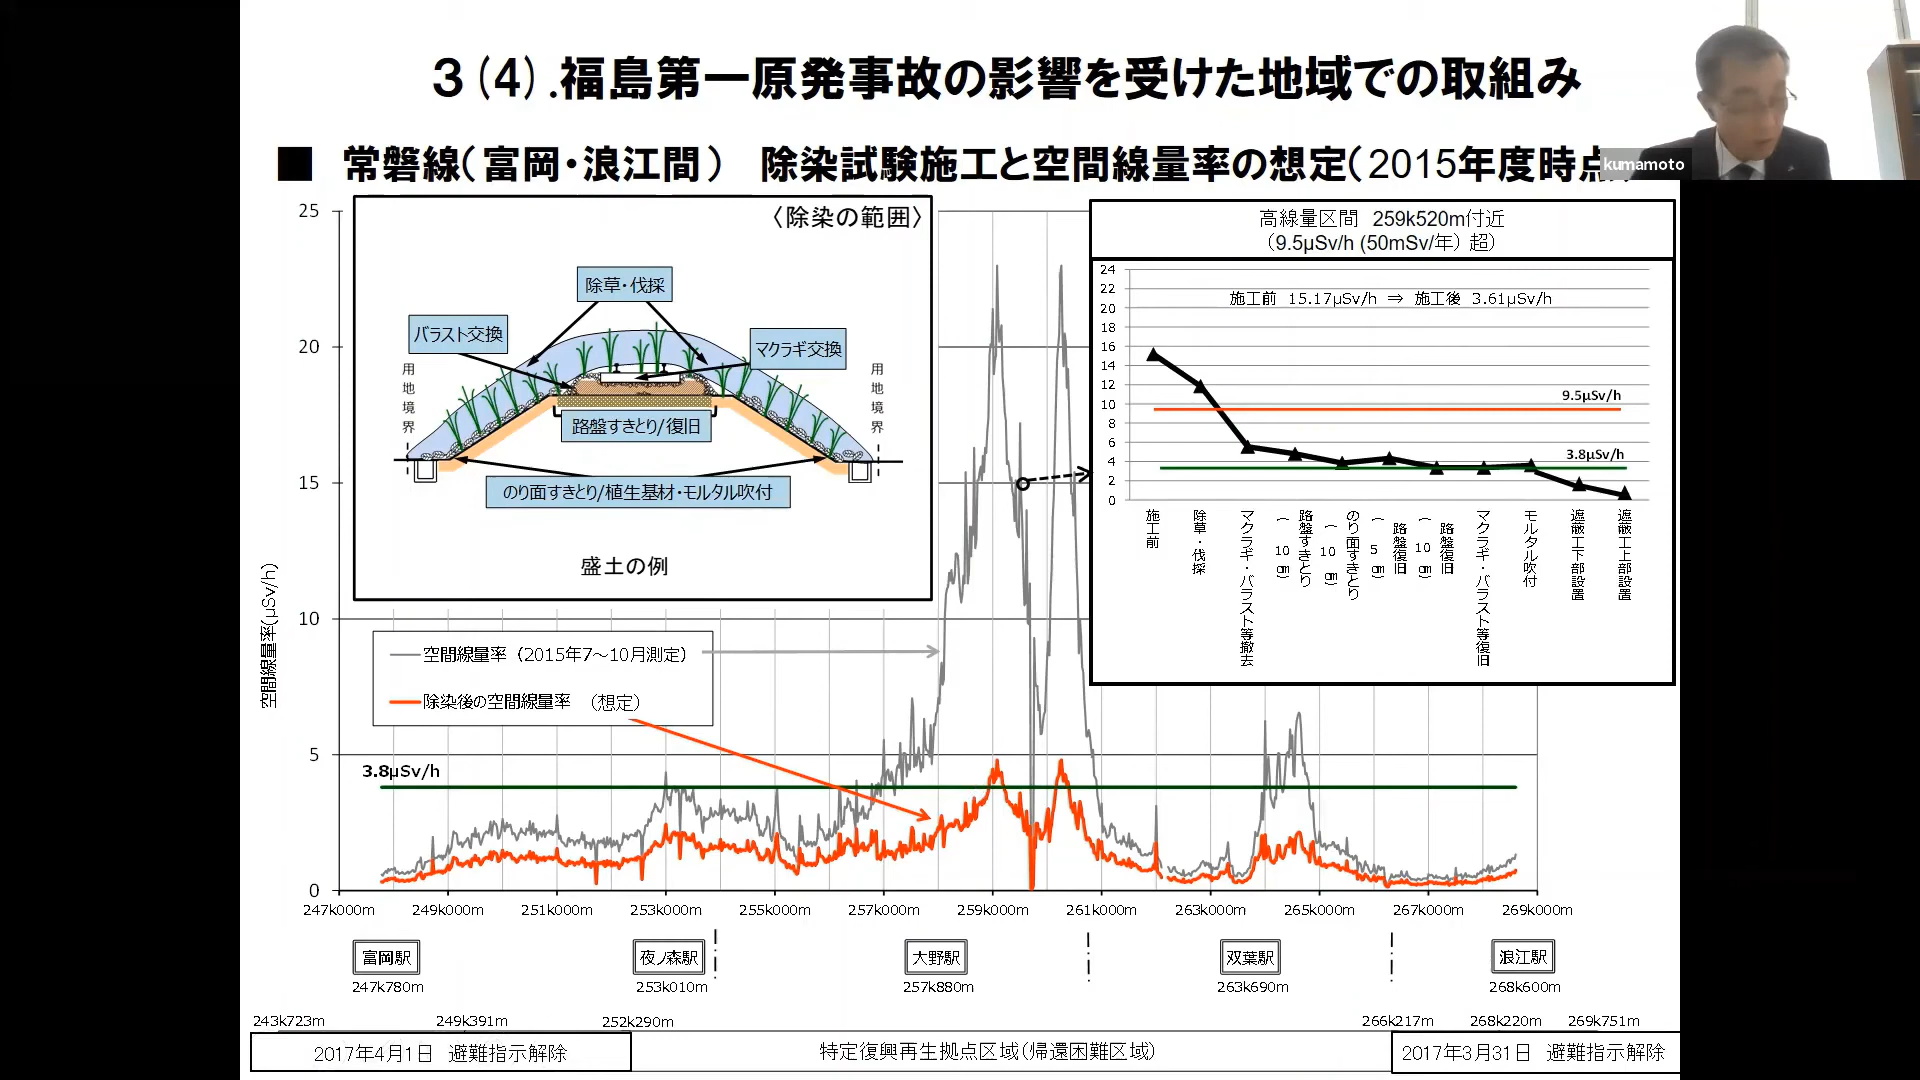 3(4).福島第一原発事故の影響を受けた地域での取組み
kumamoto
■ 常磐線(富岡・浪江間) 除染試験施工と空間線量率の想定(2015年度時点
〈除染の範囲〉
除草・伐採
バラスト交換
マクラギ交換
用地境界
用地境界
路盤すきとり/復旧
のり面すきとり/植生基材・モルタル吹付
盛土の例
高線量区間 259k520m付近
(9.5μSv/h (50mSv/年) 超)
施工前 15.17μSv/h ⇒ 施工後 3.61μSv/h
24
22
20
18
16
14
12
10
8
6
4
2
0
9.5μSv/h
3.8μSv/h
施工前
除草・伐採
マクラギ・バラスト等撤去
路盤すきとり
(10cm)
のり面すきとり
(10cm)
路盤復旧
(5cm)
路盤復旧
(10cm)
マクラギ・バラスト等復旧
モルタル吹付
遮蔽工下部設置
遮蔽工上部設置
空間線量率(μSv/h)
25
20
15
10
5
0
空間線量率(2015年7～10月測定)
除染後の空間線量率 (想定)
3.8μSv/h
247k000m 249k000m 251k000m 253k000m 255k000m 257k000m 259k000m 261k000m 263k000m 265k000m 267k000m 269k000m
富岡駅 夜ノ森駅 大野駅 双葉駅 浪江駅
247k780m 253k010m 257k880m 263k690m 268k600m
243k723m 249k391m 252k290m 266k217m 268k220m 269k751m
2017年4月1日 避難指示解除 特定復興再生拠点区域(帰還困難区域) 2017年3月31日 避難指示解除